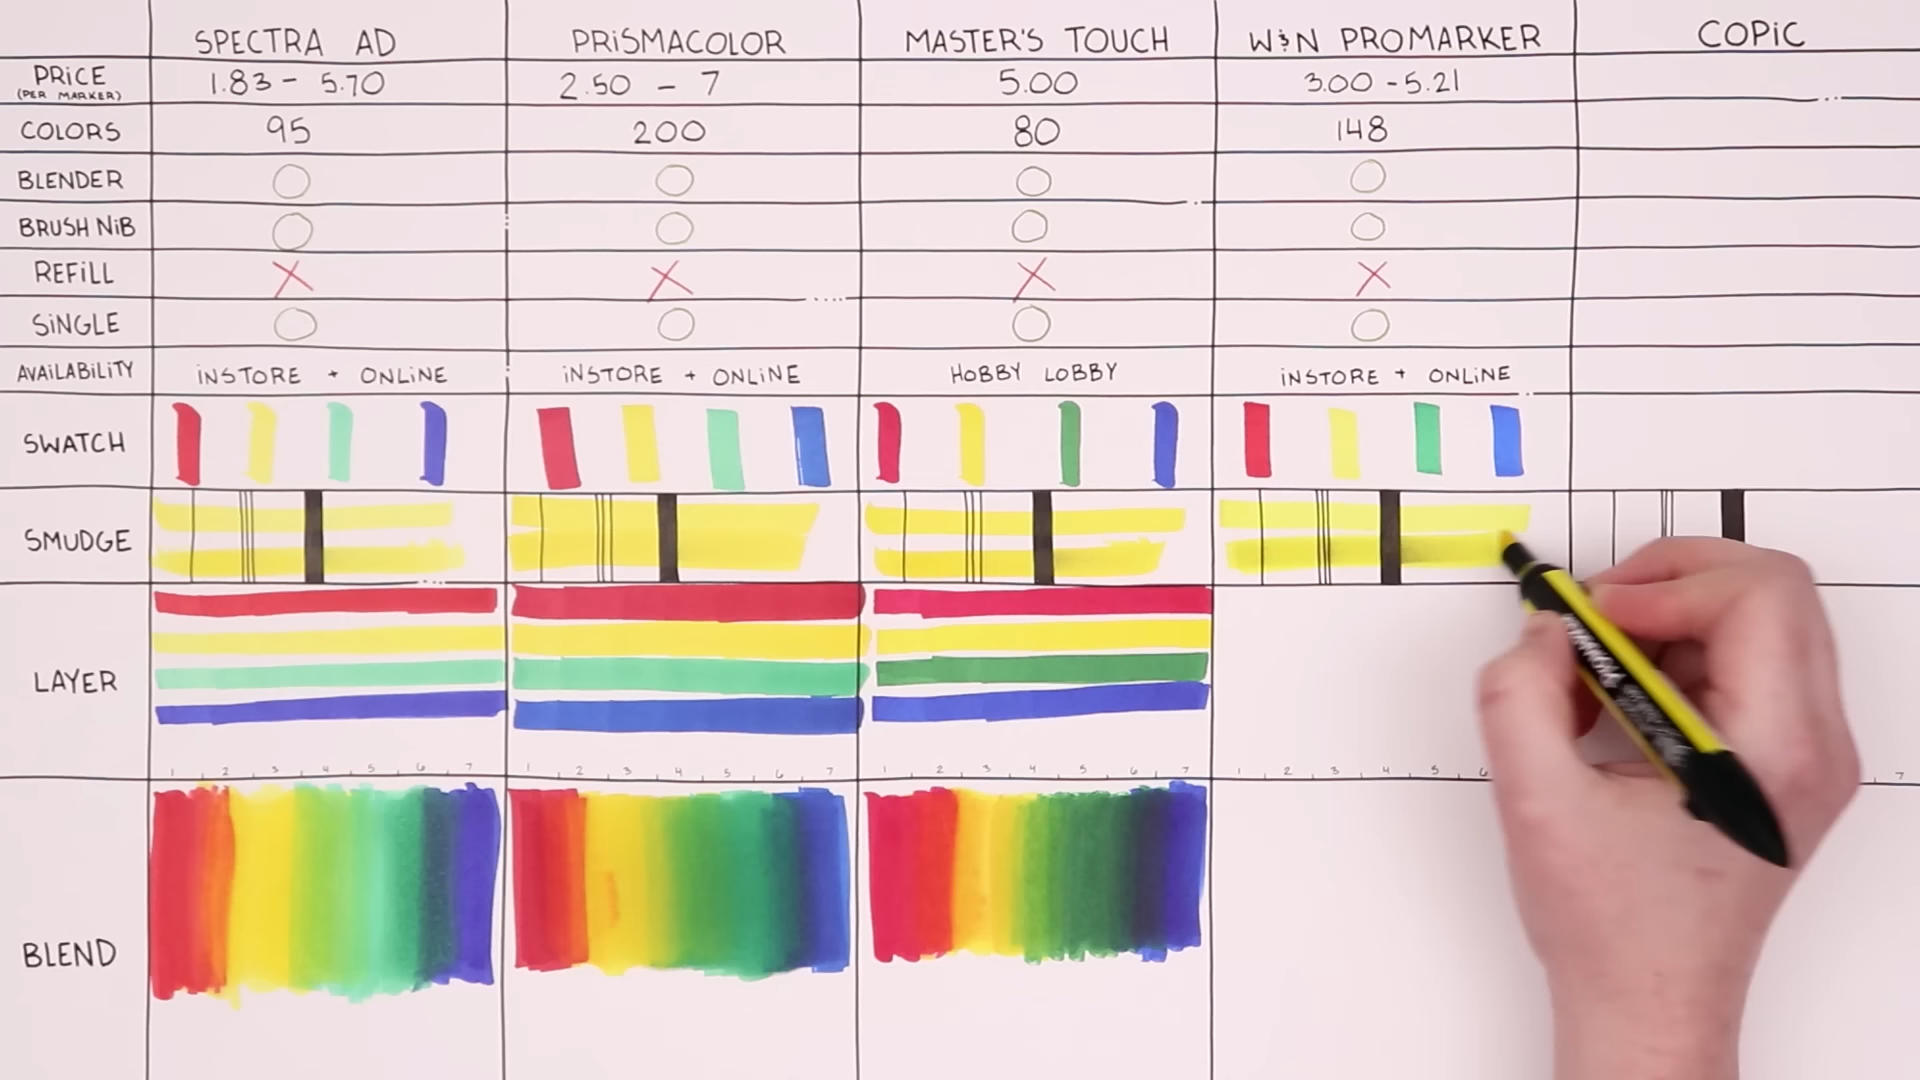 SPECTRA AD PRiSMACOLOR MASTER'S TOUCH W&N PROMARKER COPiC
PRiCE 1.83 - 5.70 2.50 - 7 5.00 3.00 - 5.21
(PER MARKER)
COLORS 95 200 80 148
BLENDER
BRUSH NiB
REFiLL
SiNGLE
AVAiLABiLiTY iNSTORE + ONLiNE iNSTORE + ONLiNE HOBBY LOBBY iNSTORE + ONLiNE
SWATCH
SMUDGE
LAYER
1 2 3 4 5 6 7 1 2 3 4 5 6 7 1 2 3 4 5 6 7 1 2 3 4 5 6 7
BLEND